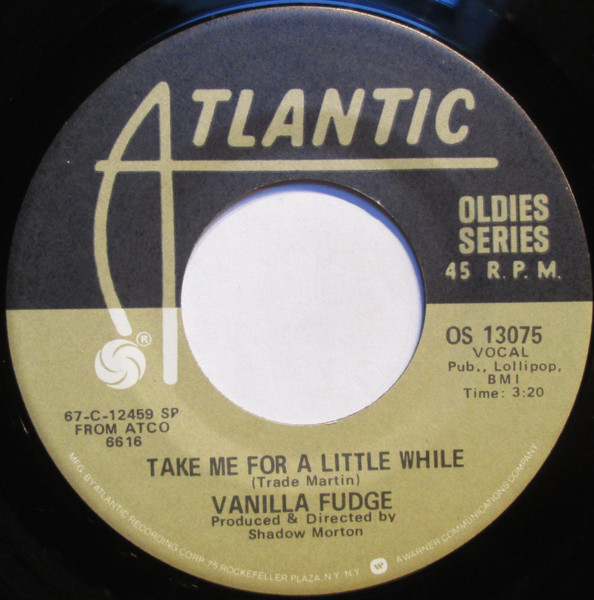 ATLANTIC
OLDIES
SERIES
45 R.P.M.
®
OS 13075
VOCAL
Pub., Lollipop,
BMI
Time: 3:20
67-C-12459 SP
FROM ATCO
6616
TAKE ME FOR A LITTLE WHILE
(Trade Martin)
VANILLA FUDGE
Produced & Directed by
Shadow Morton
MFG. BY ATLANTIC RECORDING CORP. 75 ROCKEFELLER PLAZA, N.Y. N.Y. W A WARNER COMMUNICATIONS COMPANY